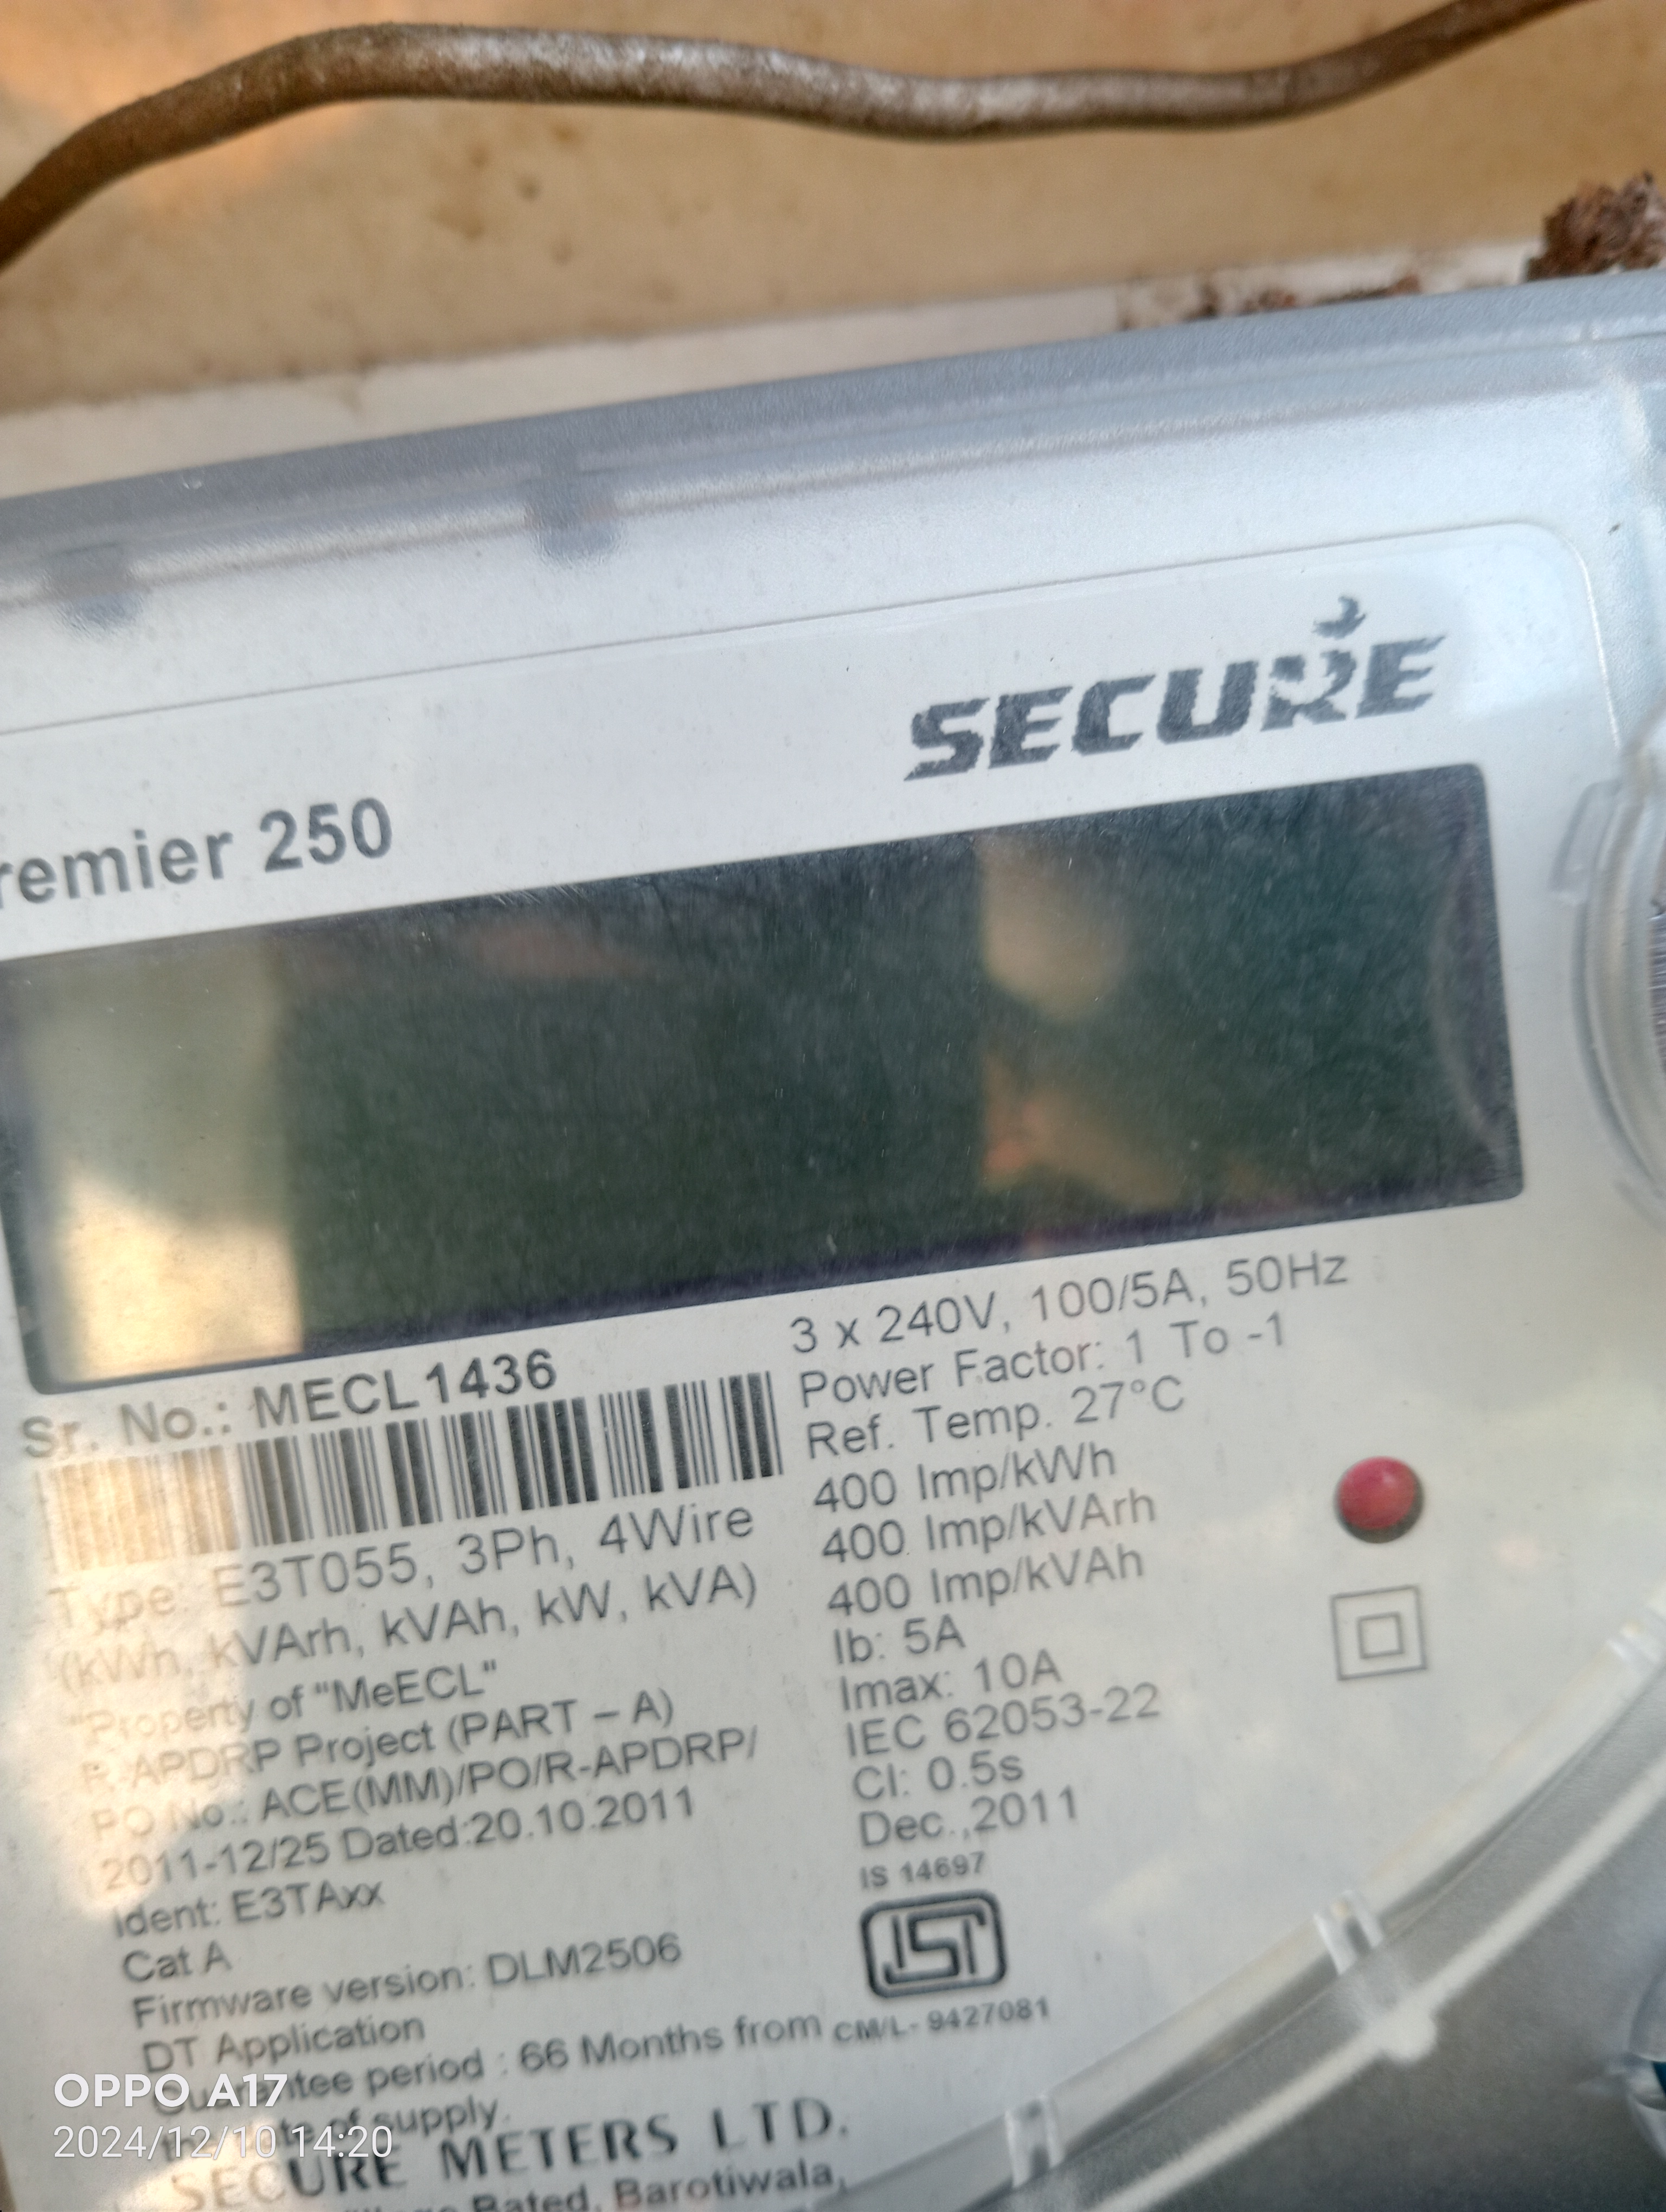 SECURE
remier 250
Sr. No.: MECL1436
Type: E3T055, 3Ph, 4Wire
(kWh, kVArh, kVAh, kW, kVA)
"Property of "MeECL"
R-APDRP Project (PART – A)
PO No.: ACE(MM)/PO/R-APDRP/
2011-12/25 Dated:20.10.2011
Ident: E3TAxx
Cat A
Firmware version: DLM2506
DT Application
Guarantee period : 66 Months from
the date of supply.
3 x 240V, 100/5A, 50Hz
Power Factor: 1 To -1
Ref. Temp. 27°C
400 Imp/kWh
400 Imp/kVArh
400 Imp/kVAh
Ib: 5A
Imax: 10A
IEC 62053-22
Cl: 0.5s
Dec.,2011
IS 14697
CM/L- 9427081
SECURE METERS LTD.
Bated, Barotiwala,
OPPO A17
2024/12/10 14:20